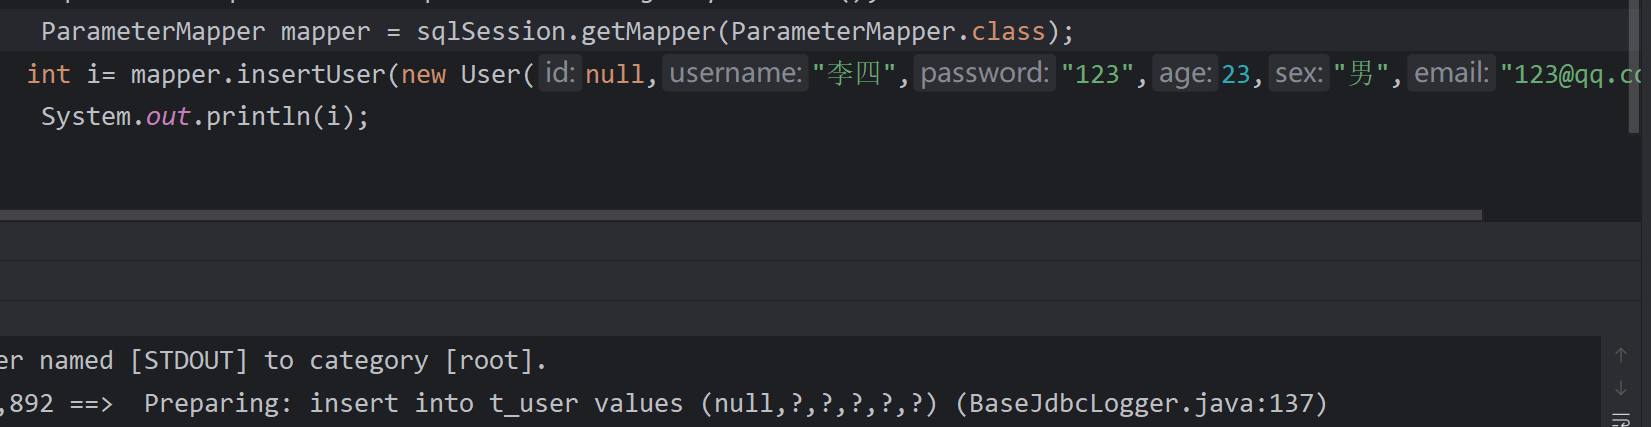 ParameterMapper mapper = sqlSession.getMapper(ParameterMapper.class);
int i= mapper.insertUser(new User( id: null, username: "李四", password: "123", age: 23, sex: "男", email: "123@qq.co
System.out.println(i);
er named [STDOUT] to category [root].
,892 ==>  Preparing: insert into t_user values (null,?,?,?,?,?) (BaseJdbcLogger.java:137)